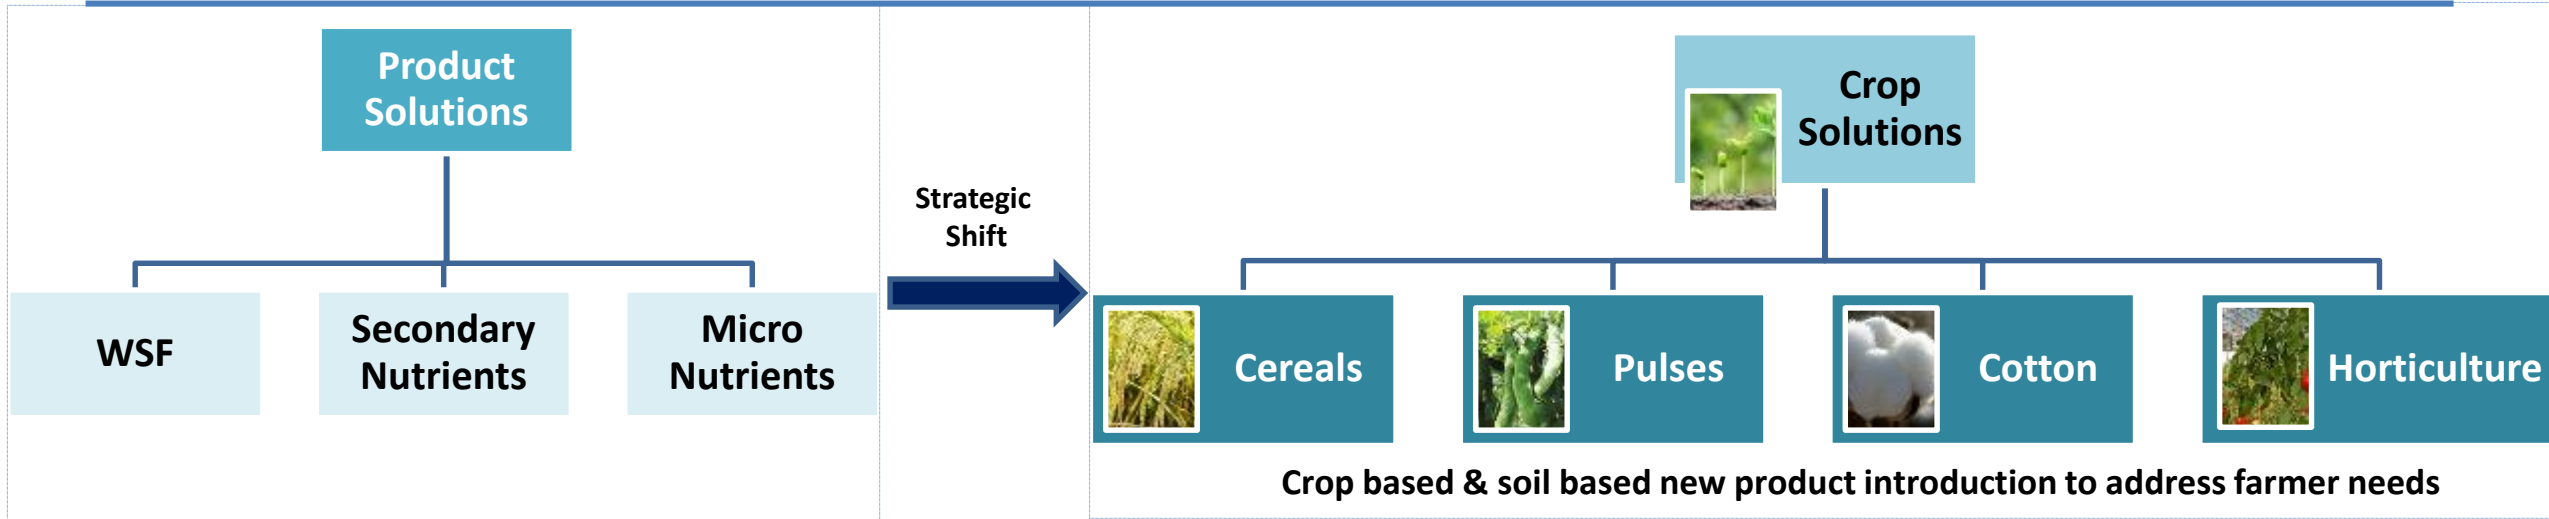 Product
Solutions
WSF
Secondary
Nutrients
Micro
Nutrients
Strategic
Shift
Crop
Solutions
Cereals
Pulses
Cotton
Horticulture
Crop based & soil based new product introduction to address farmer needs